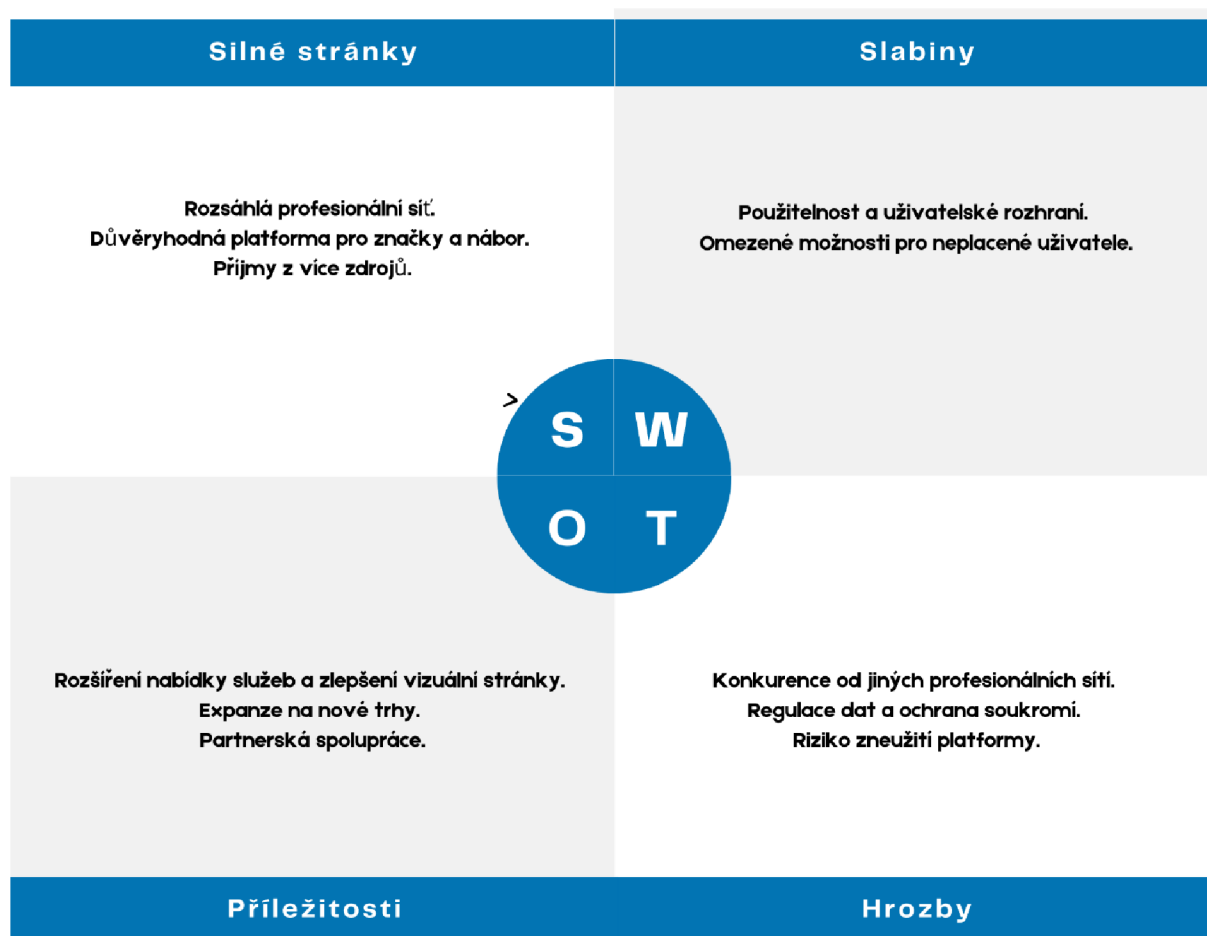 Silné stránky
Slabiny
Rozsáhlá profesionální síť.
Důvěryhodná platforma pro značky a nábor.
Příjmy z více zdrojů.
Použitelnost a uživatelské rozhraní.
Omezené možnosti pro neplacené uživatele.
>
S W
O T
Rozšíření nabídky služeb a zlepšení vizuální stránky.
Expanze na nové trhy.
Partnerská spolupráce.
Konkurence od jiných profesionálních sítí.
Regulace dat a ochrana soukromí.
Riziko zneužití platformy.
Příležitosti
Hrozby